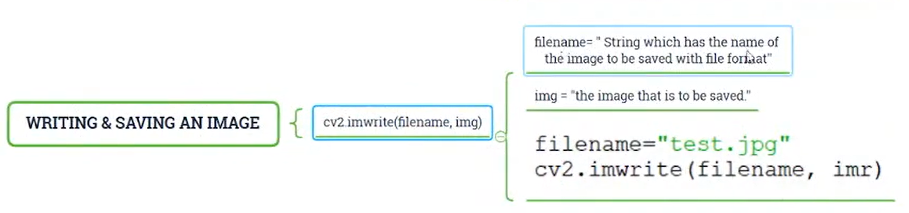 WRITING & SAVING AN IMAGE
cv2.imwrite(filename, img)
filename= " String which has the name of
the image to be saved with file format"
img = "the image that is to be saved."
filename="test.jpg"
cv2.imwrite(filename, imr)